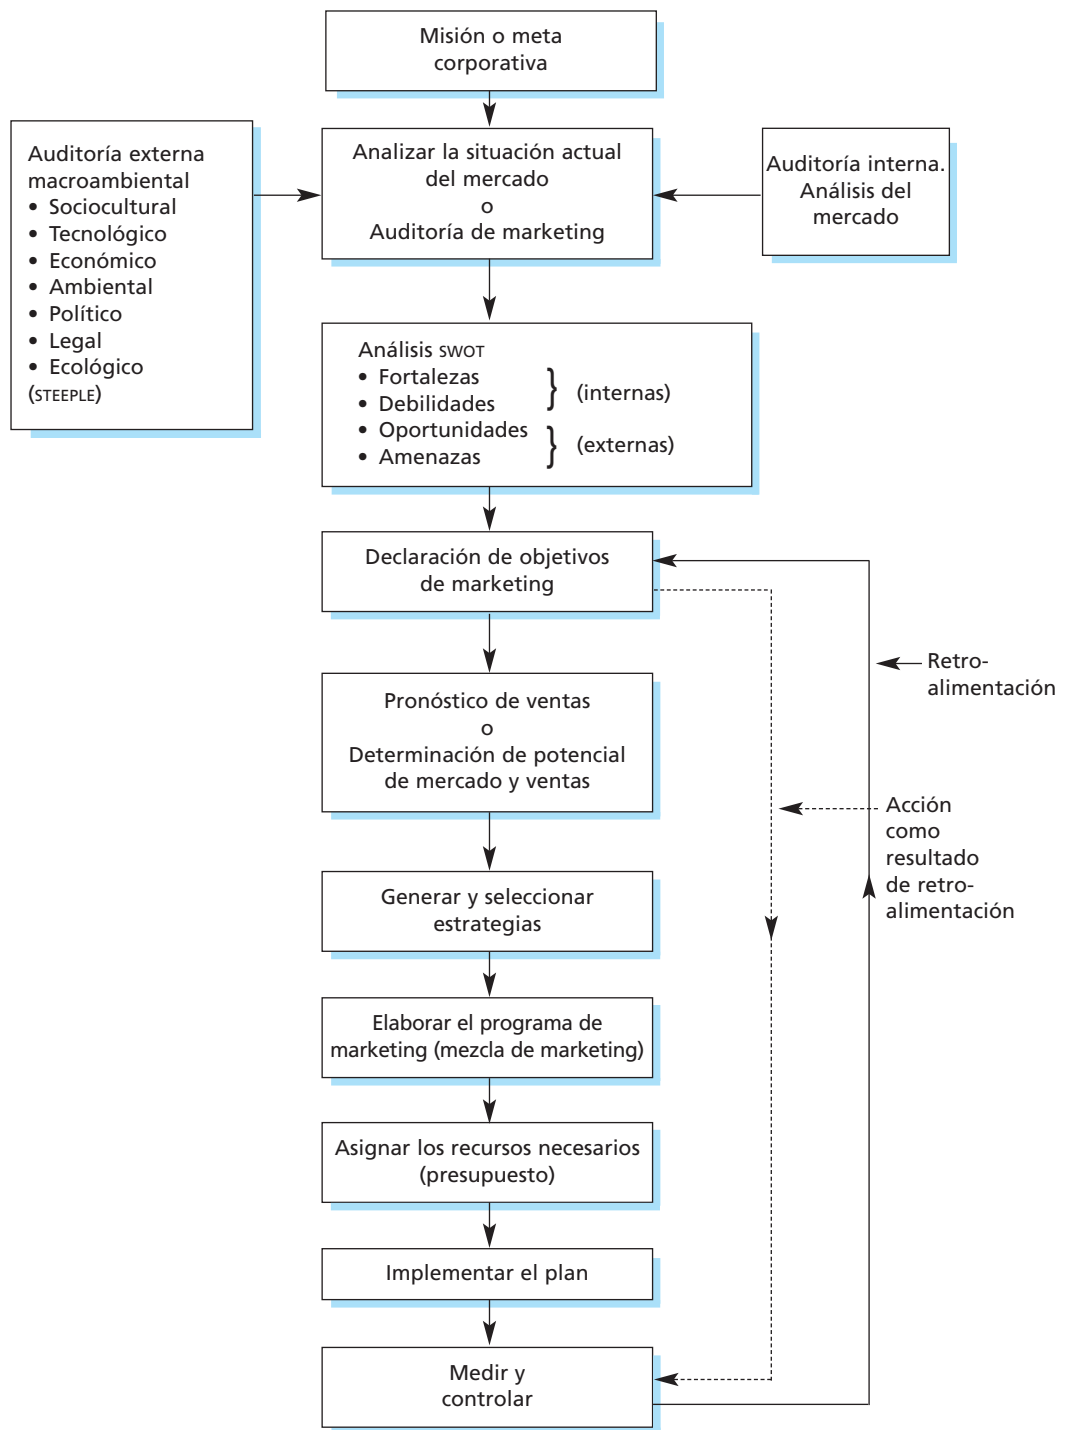 Misión o meta
corporativa
Auditoría externa
macroambiental
• Sociocultural
• Tecnológico
• Económico
• Ambiental
• Político
• Legal
• Ecológico
(STEEPLE)
Analizar la situación actual
del mercado
o
Auditoría de marketing
Auditoría interna.
Análisis del
mercado
Análisis SWOT
• Fortalezas
• Debilidades
} (internas)
• Oportunidades
• Amenazas
} (externas)
Declaración de objetivos
de marketing
Retro-
alimentación
Pronóstico de ventas
o
Determinación de potencial
de mercado y ventas
Acción
como
resultado
de retro-
alimentación
Generar y seleccionar
estrategias
Elaborar el programa de
marketing (mezcla de marketing)
Asignar los recursos necesarios
(presupuesto)
Implementar el plan
Medir y
controlar